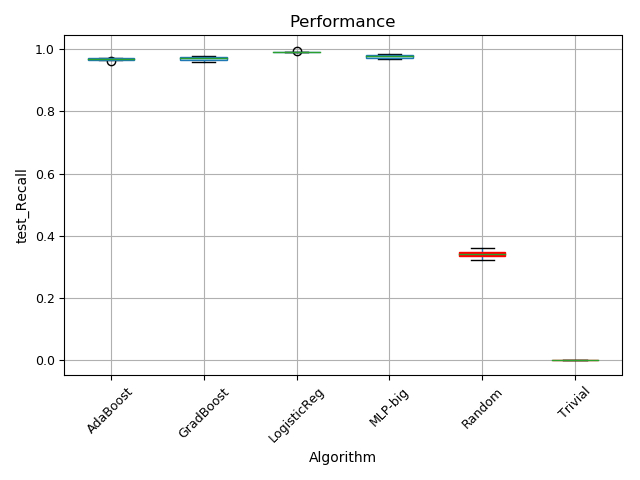 Performance
test_Recall
1.0
0.8
0.6
0.4
0.2
0.0
AdaBoost
GradBoost
LogisticReg
MLP-big
Random
Trivial
Algorithm